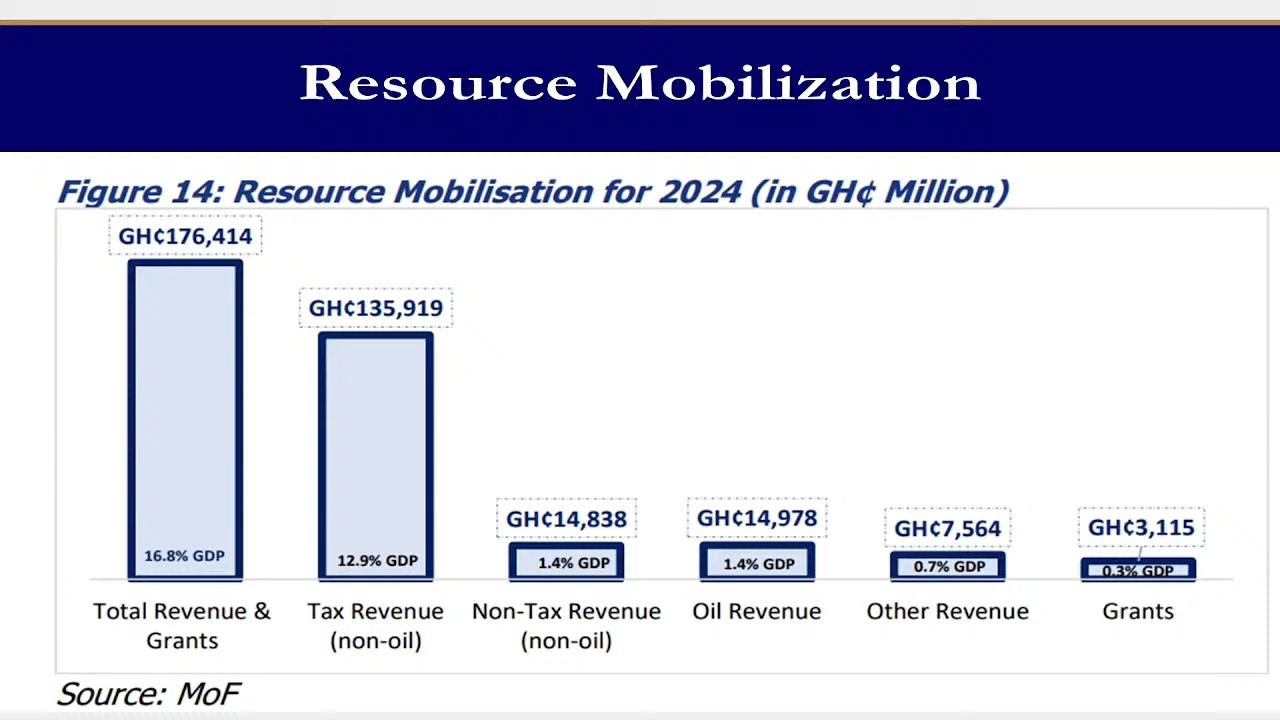 Resource Mobilization
Figure 14: Resource Mobilisation for 2024 (in GH¢ Million)
GH¢176,414
GH¢135,919
GH¢14,838
GH¢14,978
GH¢7,564
GH¢3,115
16.8% GDP
12.9% GDP
1.4% GDP
1.4% GDP
0.7% GDP
0.3% GDP
Total Revenue &
Grants
Tax Revenue
(non-oil)
Non-Tax Revenue
(non-oil)
Oil Revenue
Other Revenue
Grants
Source: MoF